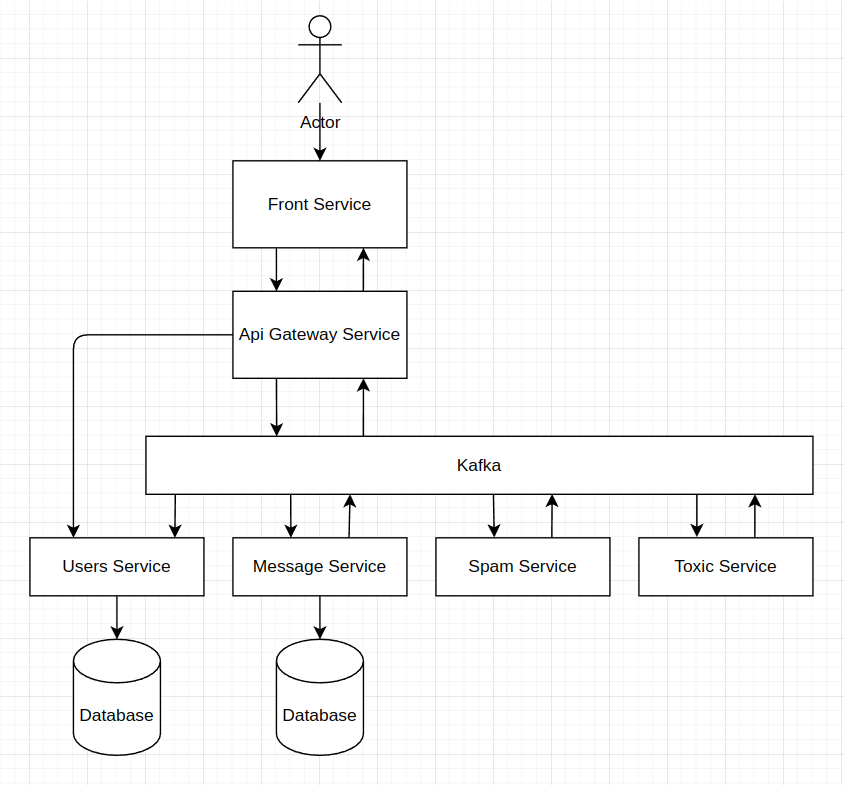 Actor
Front Service
Api Gateway Service
Kafka
Users Service
Message Service
Spam Service
Toxic Service
Database
Database